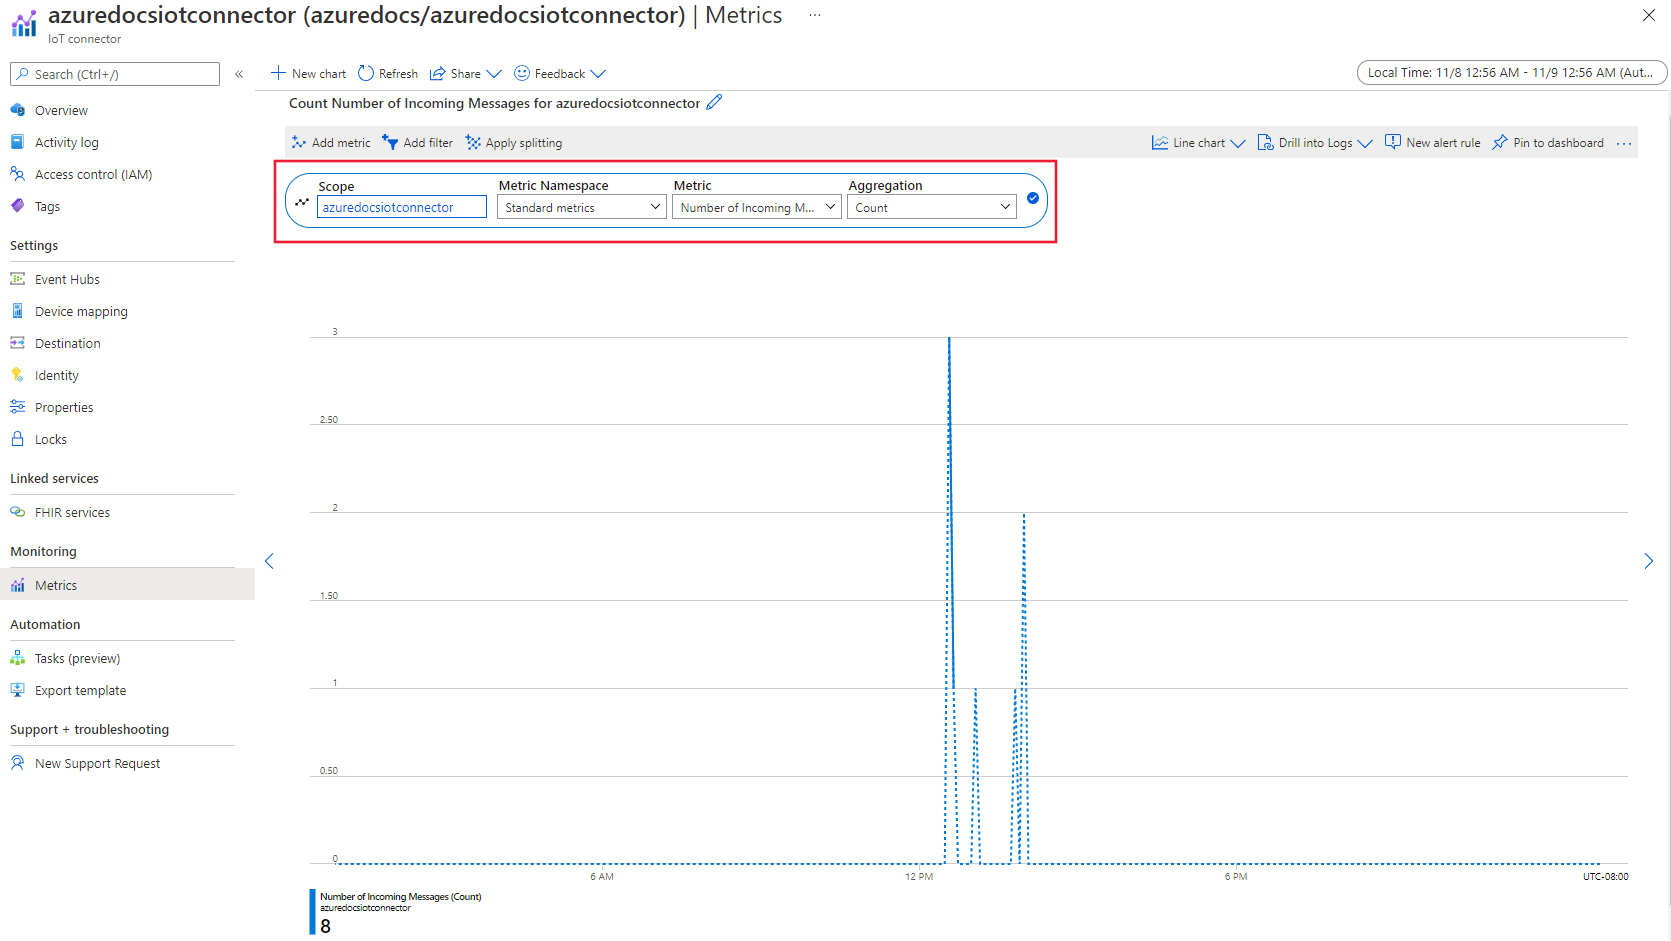 azuredocsiotconnector (azuredocs/azuredocsiotconnector) | Metrics ...
IoT connector
Search (Ctrl+/)
«
Overview
Activity log
Access control (IAM)
Tags
Settings
Event Hubs
Device mapping
Destination
Identity
Properties
Locks
Linked services
FHIR services
Monitoring
Metrics
Automation
Tasks (preview)
Export template
Support + troubleshooting
New Support Request
New chart Refresh Share Feedback
Local Time: 11/8 12:56 AM - 11/9 12:56 AM (Aut...
Count Number of Incoming Messages for azuredocsiotconnector
Add metric Add filter Apply splitting Line chart Drill into Logs New alert rule Pin to dashboard ...
Scope Metric Namespace Metric Aggregation
azuredocsiotconnector Standard metrics Number of Incoming M... Count
3
2.50
2
1.50
1
0.50
0
6 AM 12 PM 6 PM UTC-08:00
Number of Incoming Messages (Count)
azuredocsiotconnector
8